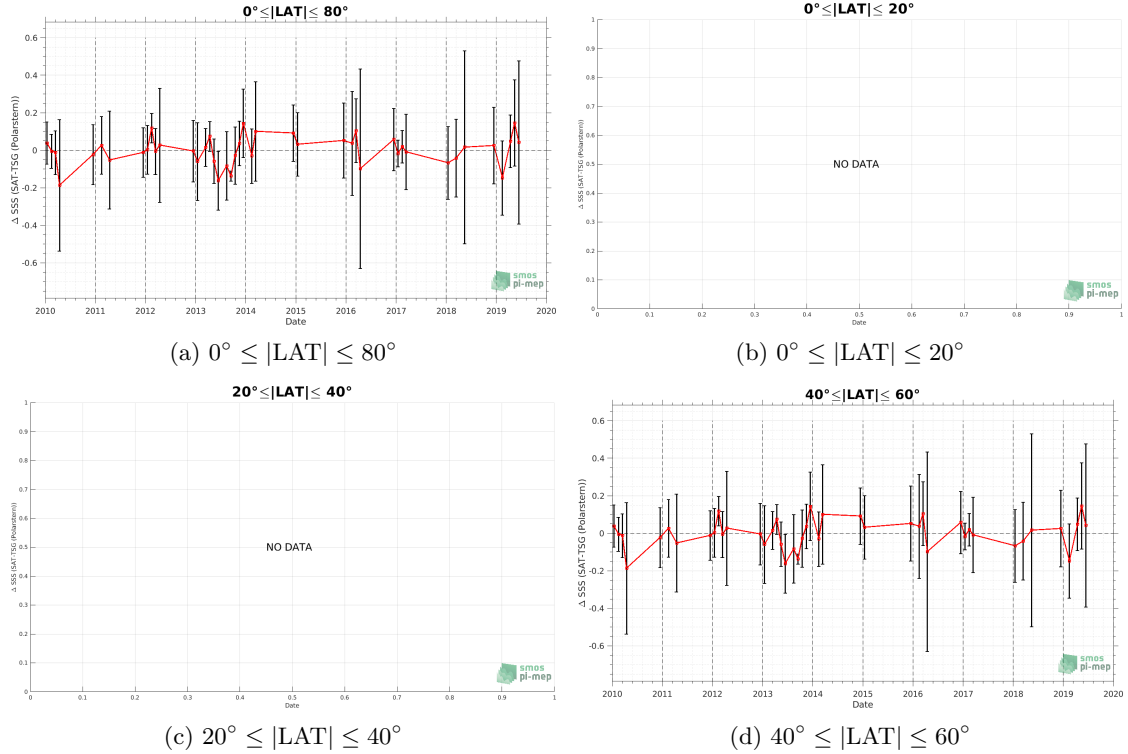 0°≤|LAT|≤ 80°
Δ SSS (SAT-TSG (Polarstern))
0.6
0.4
0.2
0
-0.2
-0.4
-0.6
2010 2011 2012 2013 2014 2015 2016 2017 2018 2019 2020
Date
smos
pi-mep
(a) 0° ≤ |LAT| ≤ 80°
0°≤|LAT|≤ 20°
Δ SSS (SAT-TSG (Polarstern))
1
0.9
0.8
0.7
0.6
0.5
0.4
0.3
0.2
0.1
0
NO DATA
0 0.1 0.2 0.3 0.4 0.5 0.6 0.7 0.8 0.9 1
Date
smos
pi-mep
(b) 0° ≤ |LAT| ≤ 20°
20°≤|LAT|≤ 40°
Δ SSS (SAT-TSG (Polarstern))
1
0.9
0.8
0.7
0.6
0.5
0.4
0.3
0.2
0.1
0
NO DATA
0 0.1 0.2 0.3 0.4 0.5 0.6 0.7 0.8 0.9 1
Date
smos
pi-mep
(c) 20° ≤ |LAT| ≤ 40°
40°≤|LAT|≤ 60°
Δ SSS (SAT-TSG (Polarstern))
0.6
0.4
0.2
0
-0.2
-0.4
-0.6
2010 2011 2012 2013 2014 2015 2016 2017 2018 2019 2020
Date
smos
pi-mep
(d) 40° ≤ |LAT| ≤ 60°